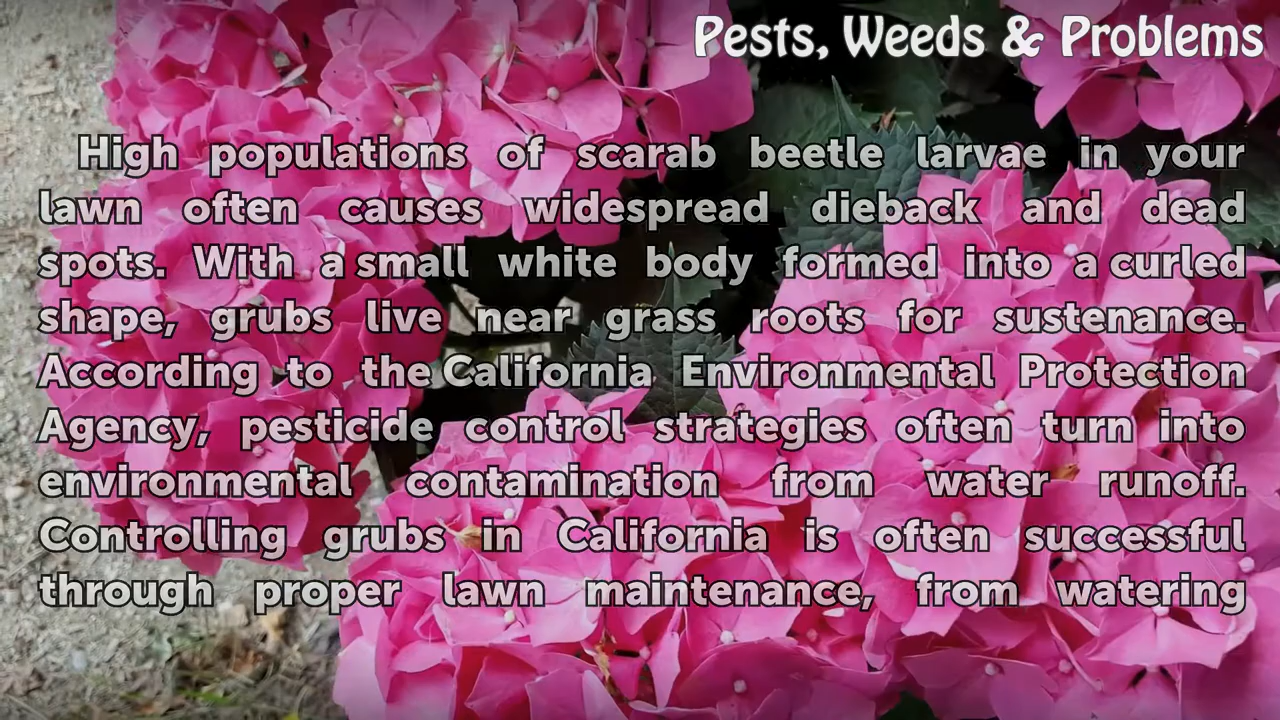 Pests, Weeds & Problems
High populations of scarab beetle larvae in your
lawn often causes widespread dieback and dead
spots. With a small white body formed into a curled
shape, grubs live near grass roots for sustenance.
According to the California Environmental Protection
Agency, pesticide control strategies often turn into
environmental contamination from water runoff.
Controlling grubs in California is often successful
through proper lawn maintenance, from watering